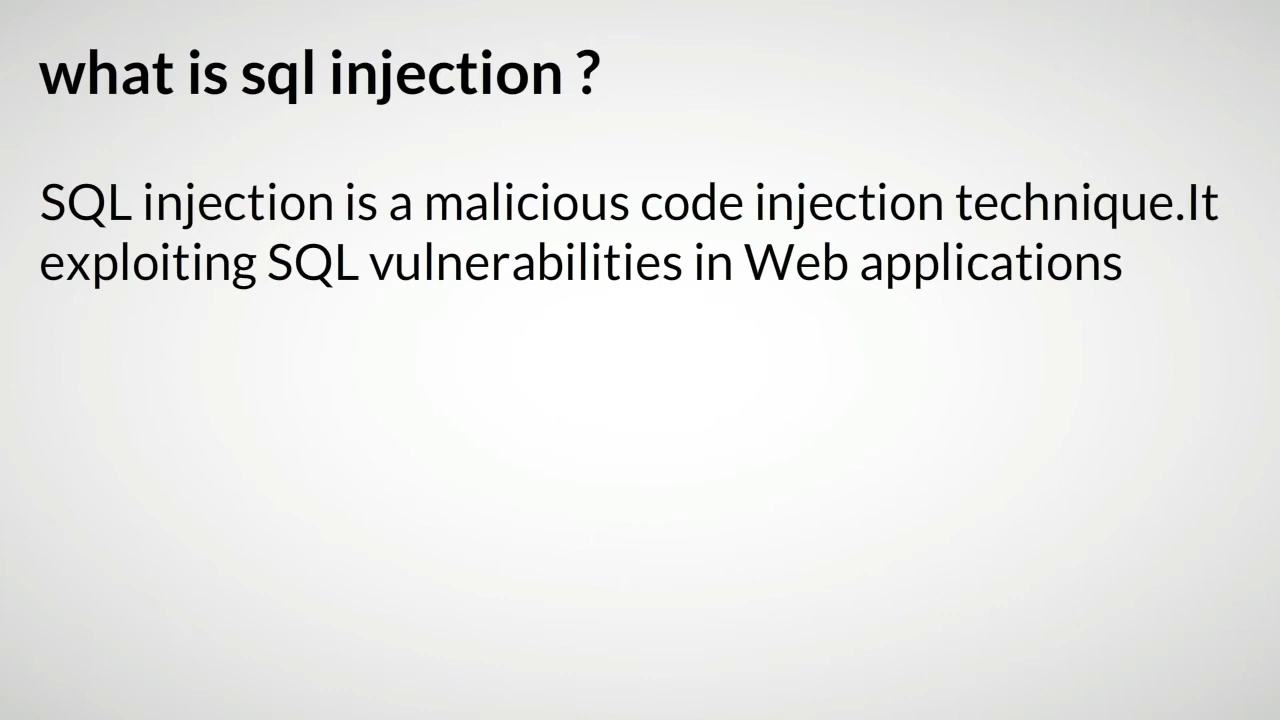 what is sql injection ?
SQL injection is a malicious code injection technique.It
exploiting SQL vulnerabilities in Web applications